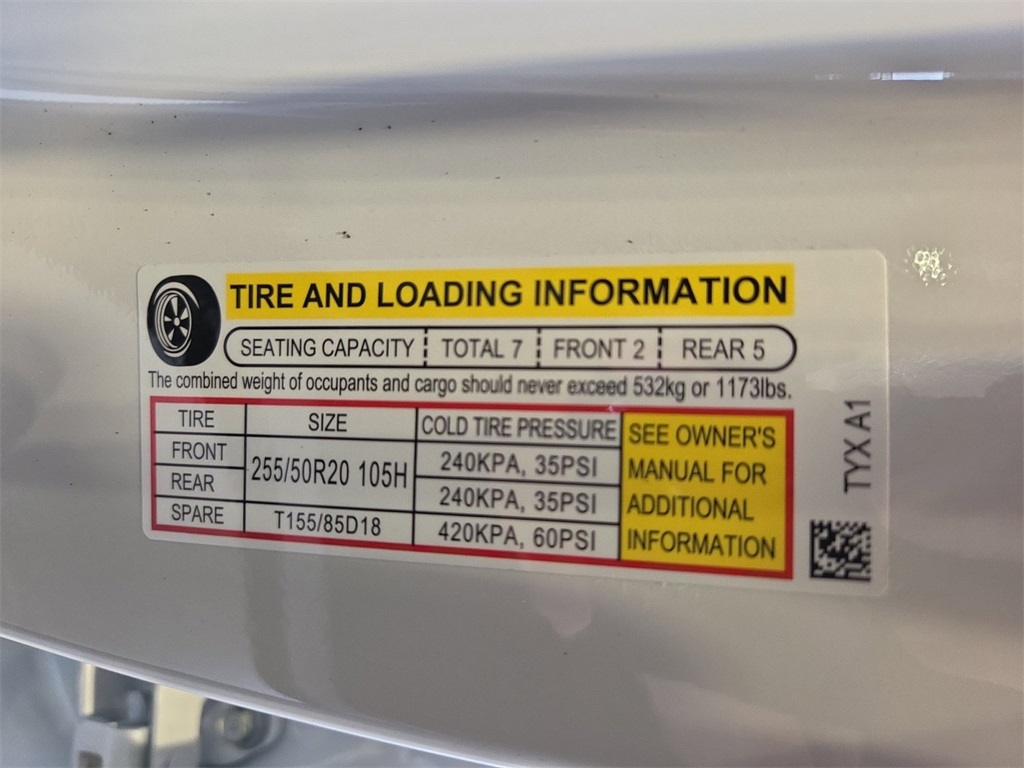 TIRE AND LOADING INFORMATION
SEATING CAPACITY TOTAL 7 FRONT 2 REAR 5
The combined weight of occupants and cargo should never exceed 532kg or 1173lbs.
TIRE SIZE COLD TIRE PRESSURE
FRONT 255/50R20 105H 240KPA, 35PSI
REAR 240KPA, 35PSI
SPARE T155/85D18 420KPA, 60PSI
SEE OWNER'S
MANUAL FOR
ADDITIONAL
INFORMATION
TYX A1